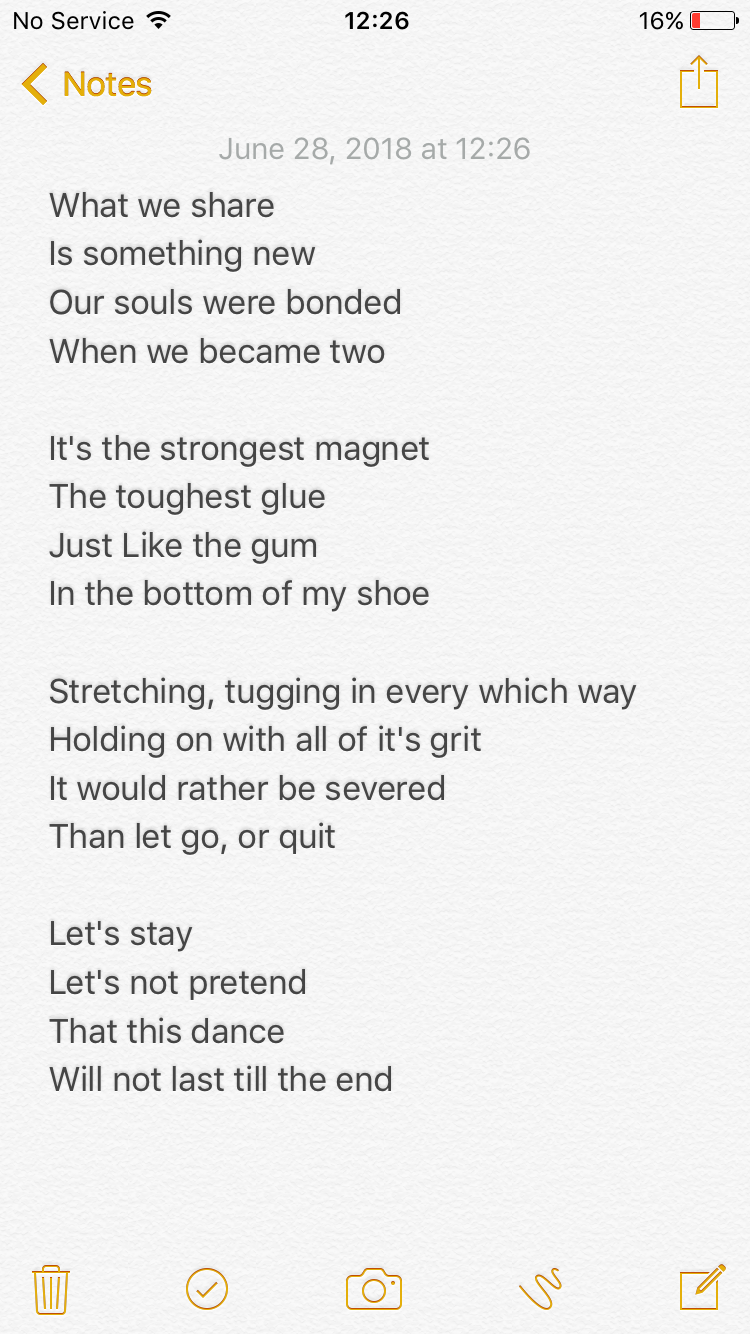 No Service 12:26 16%
Notes
June 28, 2018 at 12:26
What we share
Is something new
Our souls were bonded
When we became two
It's the strongest magnet
The toughest glue
Just Like the gum
In the bottom of my shoe
Stretching, tugging in every which way
Holding on with all of it's grit
It would rather be severed
Than let go, or quit
Let's stay
Let's not pretend
That this dance
Will not last till the end